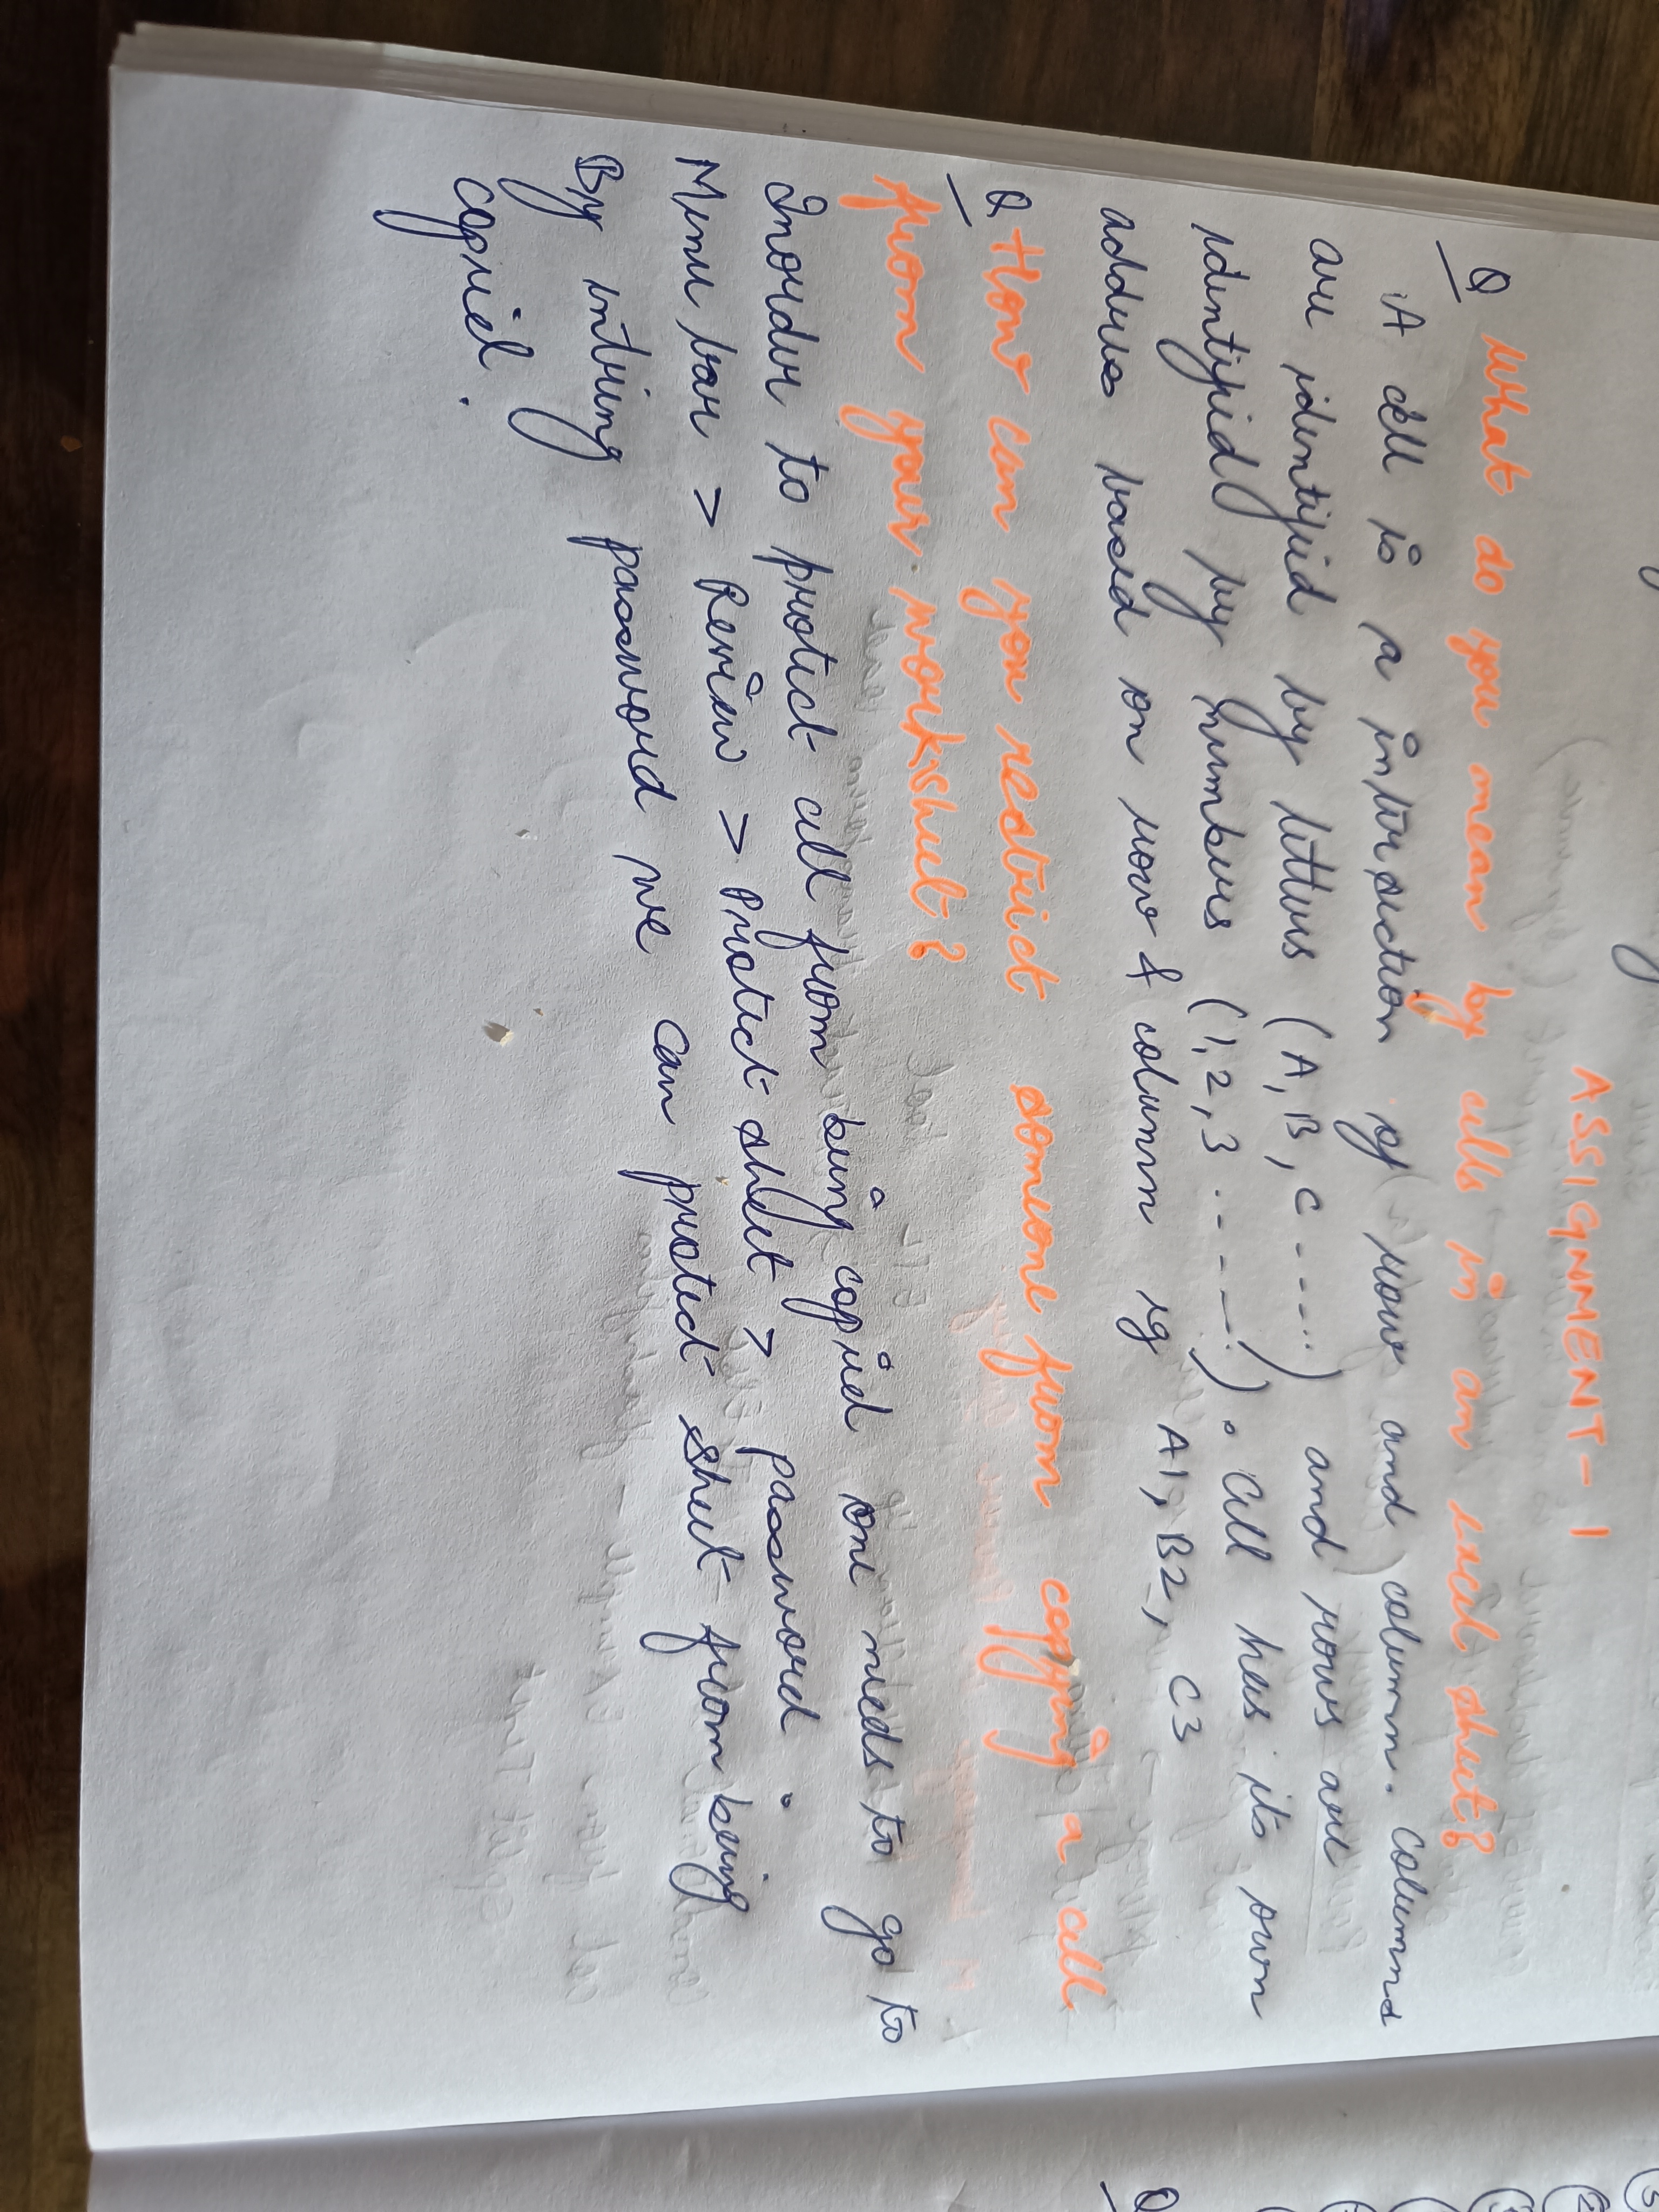 ASSIGNMENT - 1
Q What do you mean by cells in an excel sheet?
A cell is a intersection of row and column. columns
are identified by letters (A, B, C ----) and rows are
identified by numbers (1, 2, 3 ------). Cell has its own
address based on row & column eg A1, B2, C3
Q How can you restrict someone from copying a cell
from your worksheet?
Inorder to protect cell from being copied one needs to go to
Menu bar > Review > Protect sheet > password.
By entering password we can protect sheet from being
copied.